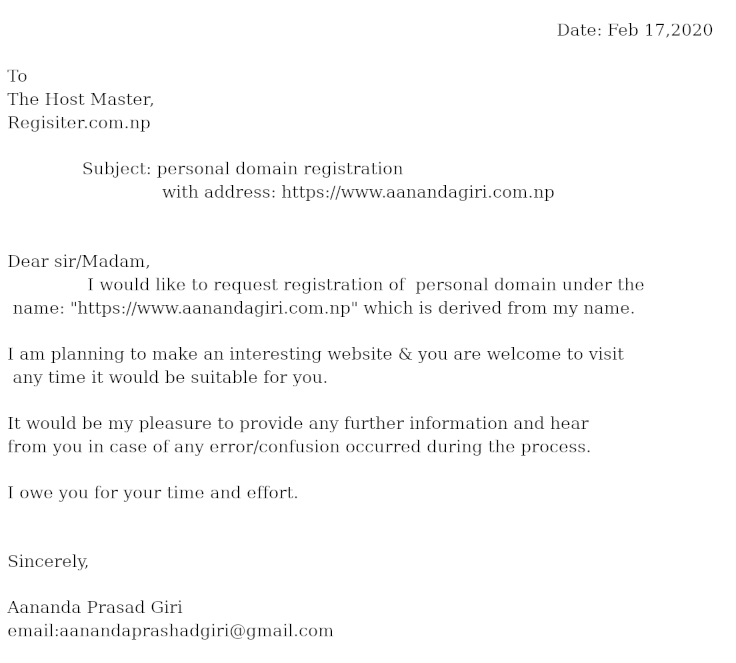 Date: Feb 17,2020
To
The Host Master,
Regisiter.com.np
Subject: personal domain registration
with address: https://www.aanandagiri.com.np
Dear sir/Madam,
I would like to request registration of  personal domain under the
name: "https://www.aanandagiri.com.np" which is derived from my name.
I am planning to make an interesting website & you are welcome to visit
any time it would be suitable for you.
It would be my pleasure to provide any further information and hear
from you in case of any error/confusion occurred during the process.
I owe you for your time and effort.
Sincerely,
Aananda Prasad Giri
email:aanandaprashadgiri@gmail.com